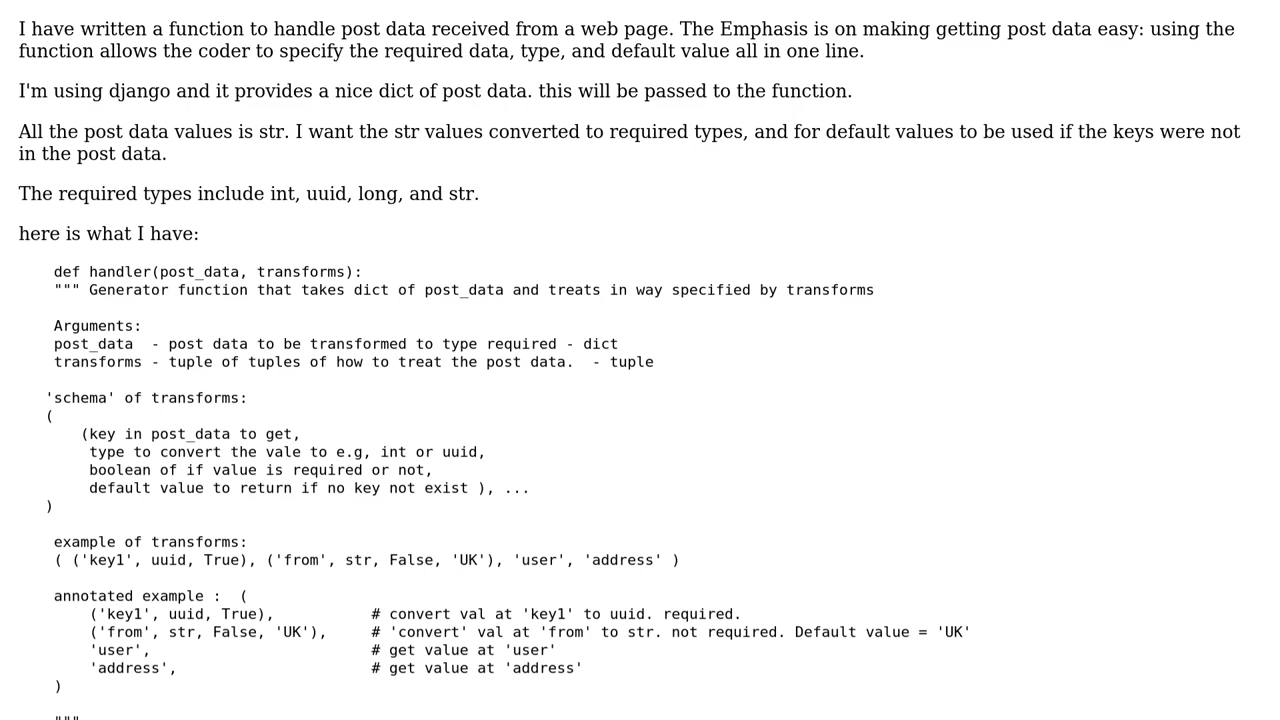 I have written a function to handle post data received from a web page. The Emphasis is on making getting post data easy: using the
function allows the coder to specify the required data, type, and default value all in one line.
I'm using django and it provides a nice dict of post data. this will be passed to the function.
All the post data values is str. I want the str values converted to required types, and for default values to be used if the keys were not
in the post data.
The required types include int, uuid, long, and str.
here is what I have:
def handler(post_data, transforms):
""" Generator function that takes dict of post_data and treats in way specified by transforms
Arguments:
post_data  - post data to be transformed to type required - dict
transforms - tuple of tuples of how to treat the post data.  - tuple
'schema' of transforms:
(
(key in post_data to get,
type to convert the vale to e.g, int or uuid,
boolean of if value is required or not,
default value to return if no key not exist ), ...
)
example of transforms:
( ('key1', uuid, True), ('from', str, False, 'UK'), 'user', 'address' )
annotated example :  (
('key1', uuid, True),           # convert val at 'key1' to uuid. required.
('from', str, False, 'UK'),     # 'convert' val at 'from' to str. not required. Default value = 'UK'
'user',                         # get value at 'user'
'address',                      # get value at 'address'
)
"""